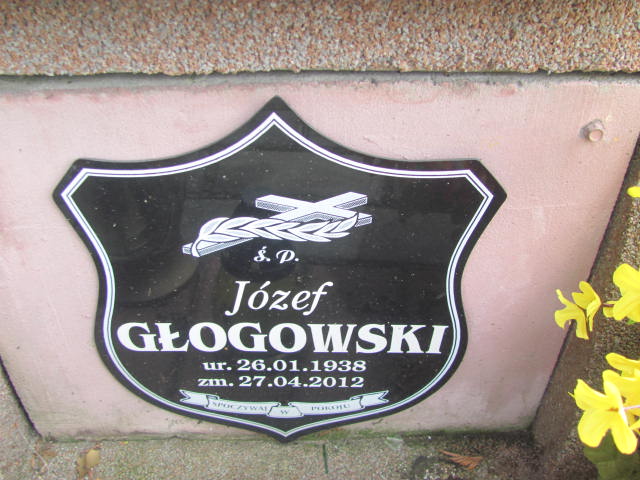 Ś. P.
Józef
GŁOGOWSKI
ur. 26.01.1938
zm. 27.04.2012
SPOCZYWAJ W POKOJU